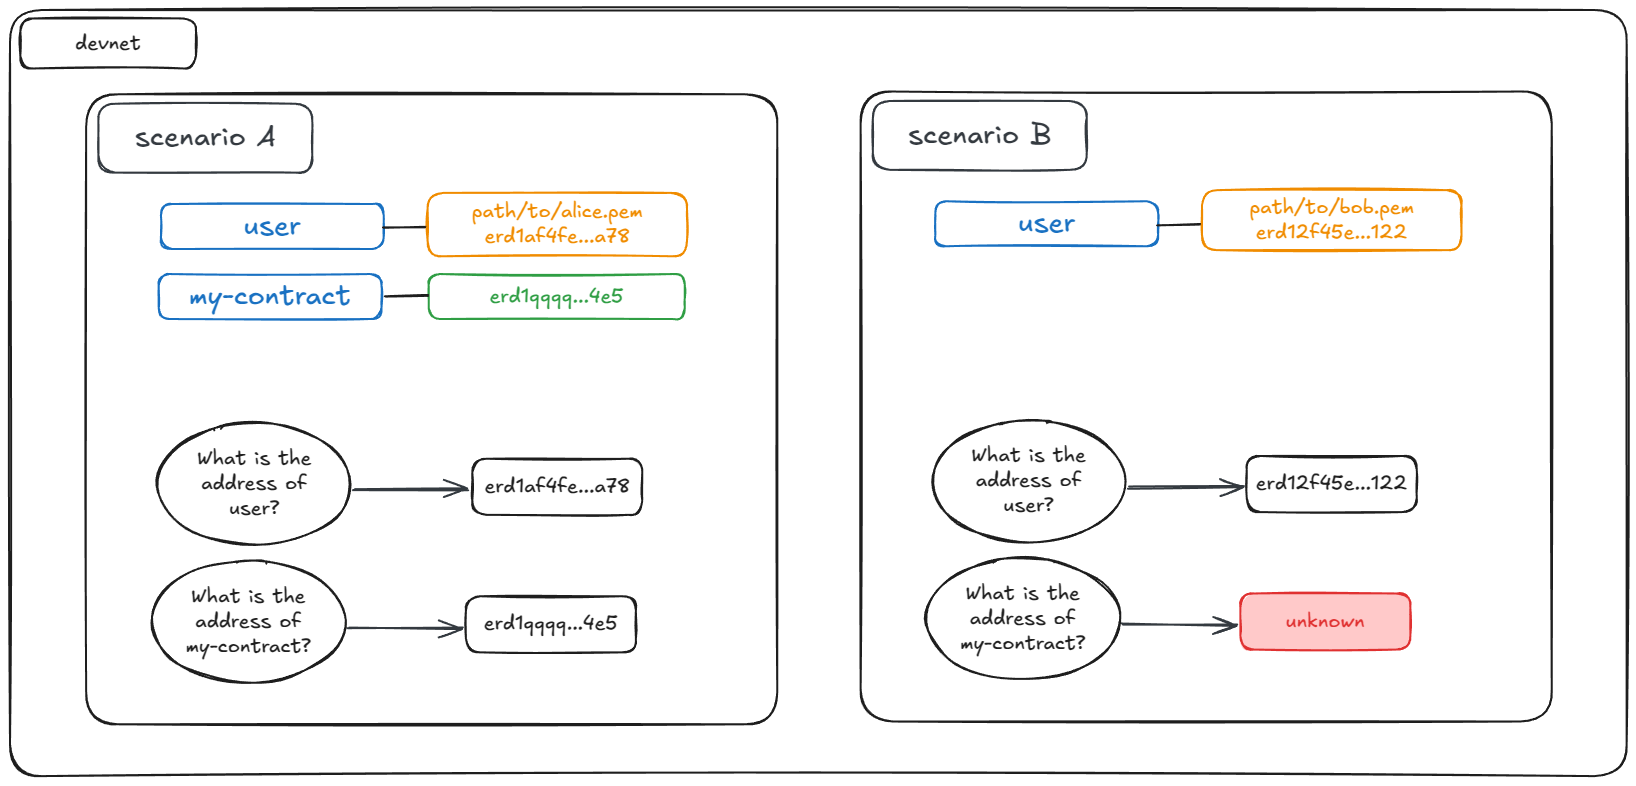 devnet
scenario A
user
path/to/alice.pem
erd1af4fe...a78
my-contract
erd1qqqq...4e5
What is the
address of
user?
erd1af4fe...a78
What is the
address of
my-contract?
erd1qqqq...4e5
scenario B
user
path/to/bob.pem
erd12f45e...122
What is the
address of
user?
erd12f45e...122
What is the
address of
my-contract?
unknown